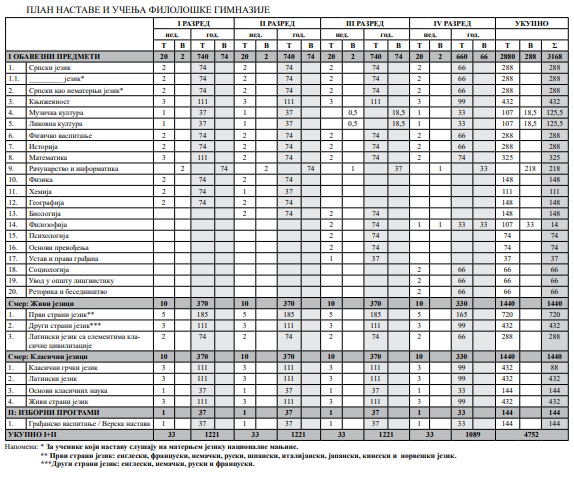 ПЛАН НАСТАВЕ И УЧЕЊА ФИЛОЛОШКЕ ГИМНАЗИЈЕ
I РАЗРЕД II РАЗРЕД III РАЗРЕД IV РАЗРЕД УКУПНО
нед. год. нед. год. нед. год. нед. год.
Т В Т В Т В Т В Т В Т В Т В Т В Т В Σ
I ОБАВЕЗНИ ПРЕДМЕТИ 20 2 740 74 20 2 740 74 20 2 740 74 20 2 660 66 2880 288 3168
1. Српски језик 2 74 2 74 2 74 2 66 288 288
1.1. _________језик* 2 74 2 74 2 74 2 66 288 288
2. Српски као нематерњи језик* 2 74 2 74 2 74 2 66 288 288
3. Књижевност 3 111 3 111 3 111 3 99 432 432
4. Музичка култура 1 37 1 37 0,5 18,5 1 33 107 18,5 125,5
5. Ликовна култура 1 37 1 37 0,5 18,5 1 33 107 18,5 125,5
6. Физичко васпитање 2 74 2 74 2 74 2 66 288 288
7. Историја 2 74 2 74 2 74 2 66 288 288
8. Математика 3 111 2 74 2 74 2 74 325 325
9. Рачунарство и информатика 2 74 2 74 1 37 1 33 218 218
10. Физика 2 74 2 74 148 148
11. Хемија 2 74 1 37 111 111
12. Географија 2 74 2 74 148 148
13. Биологија 2 74 2 74 148 148
14. Филозофија 2 74 1 1 33 33 107 33 14
15. Психологија 2 74 74 74
16. Основи превођења 2 74 74 74
17. Устав и права грађана 1 37 37 37
18. Социологија 2 66 66 66
19. Увод у општу лингвистику 2 66 66 66
20. Реторика и беседништво 2 66 66 66
Смер: Живи језици 10 370 10 370 10 370 10 330 1440 1440
1. Први страни језик** 5 185 5 185 5 185 5 165 720 720
2. Други страни језик*** 3 111 3 111 3 111 3 99 432 432
3. Латински језик са елементима кла-
сичне цивилизације 2 74 2 74 2 74 2 66 288 288
Смер: Класични језици 10 370 10 370 10 370 10 330 1440 1440
1. Класични грчки језик 3 111 3 111 3 111 3 99 432 88
2. Латински језик 3 111 3 111 3 111 3 99 432 432
3. Основи класичних наука 1 37 1 37 1 37 1 33 144 144
4. Живи страни језик 3 111 3 111 3 111 3 99 432 432
II: ИЗБОРНИ ПРОГРАМИ 1 37 1 37 1 37 1 33 144 144
1. Грађанско васпитање / Верска настава 1 37 1 37 1 37 1 33 144 144
УКУПНО I+II 33 1221 33 1221 33 1221 33 1089 4752
Напомена: * За ученике који наставу слушају на матерњем језику националне мањине.
** Први страни језик: енглески, француски, немачки, руски, шпански, италијански, јапански, кинески и норвешки језик.
***Други страни језик: енглески, немачки, руски и француски.